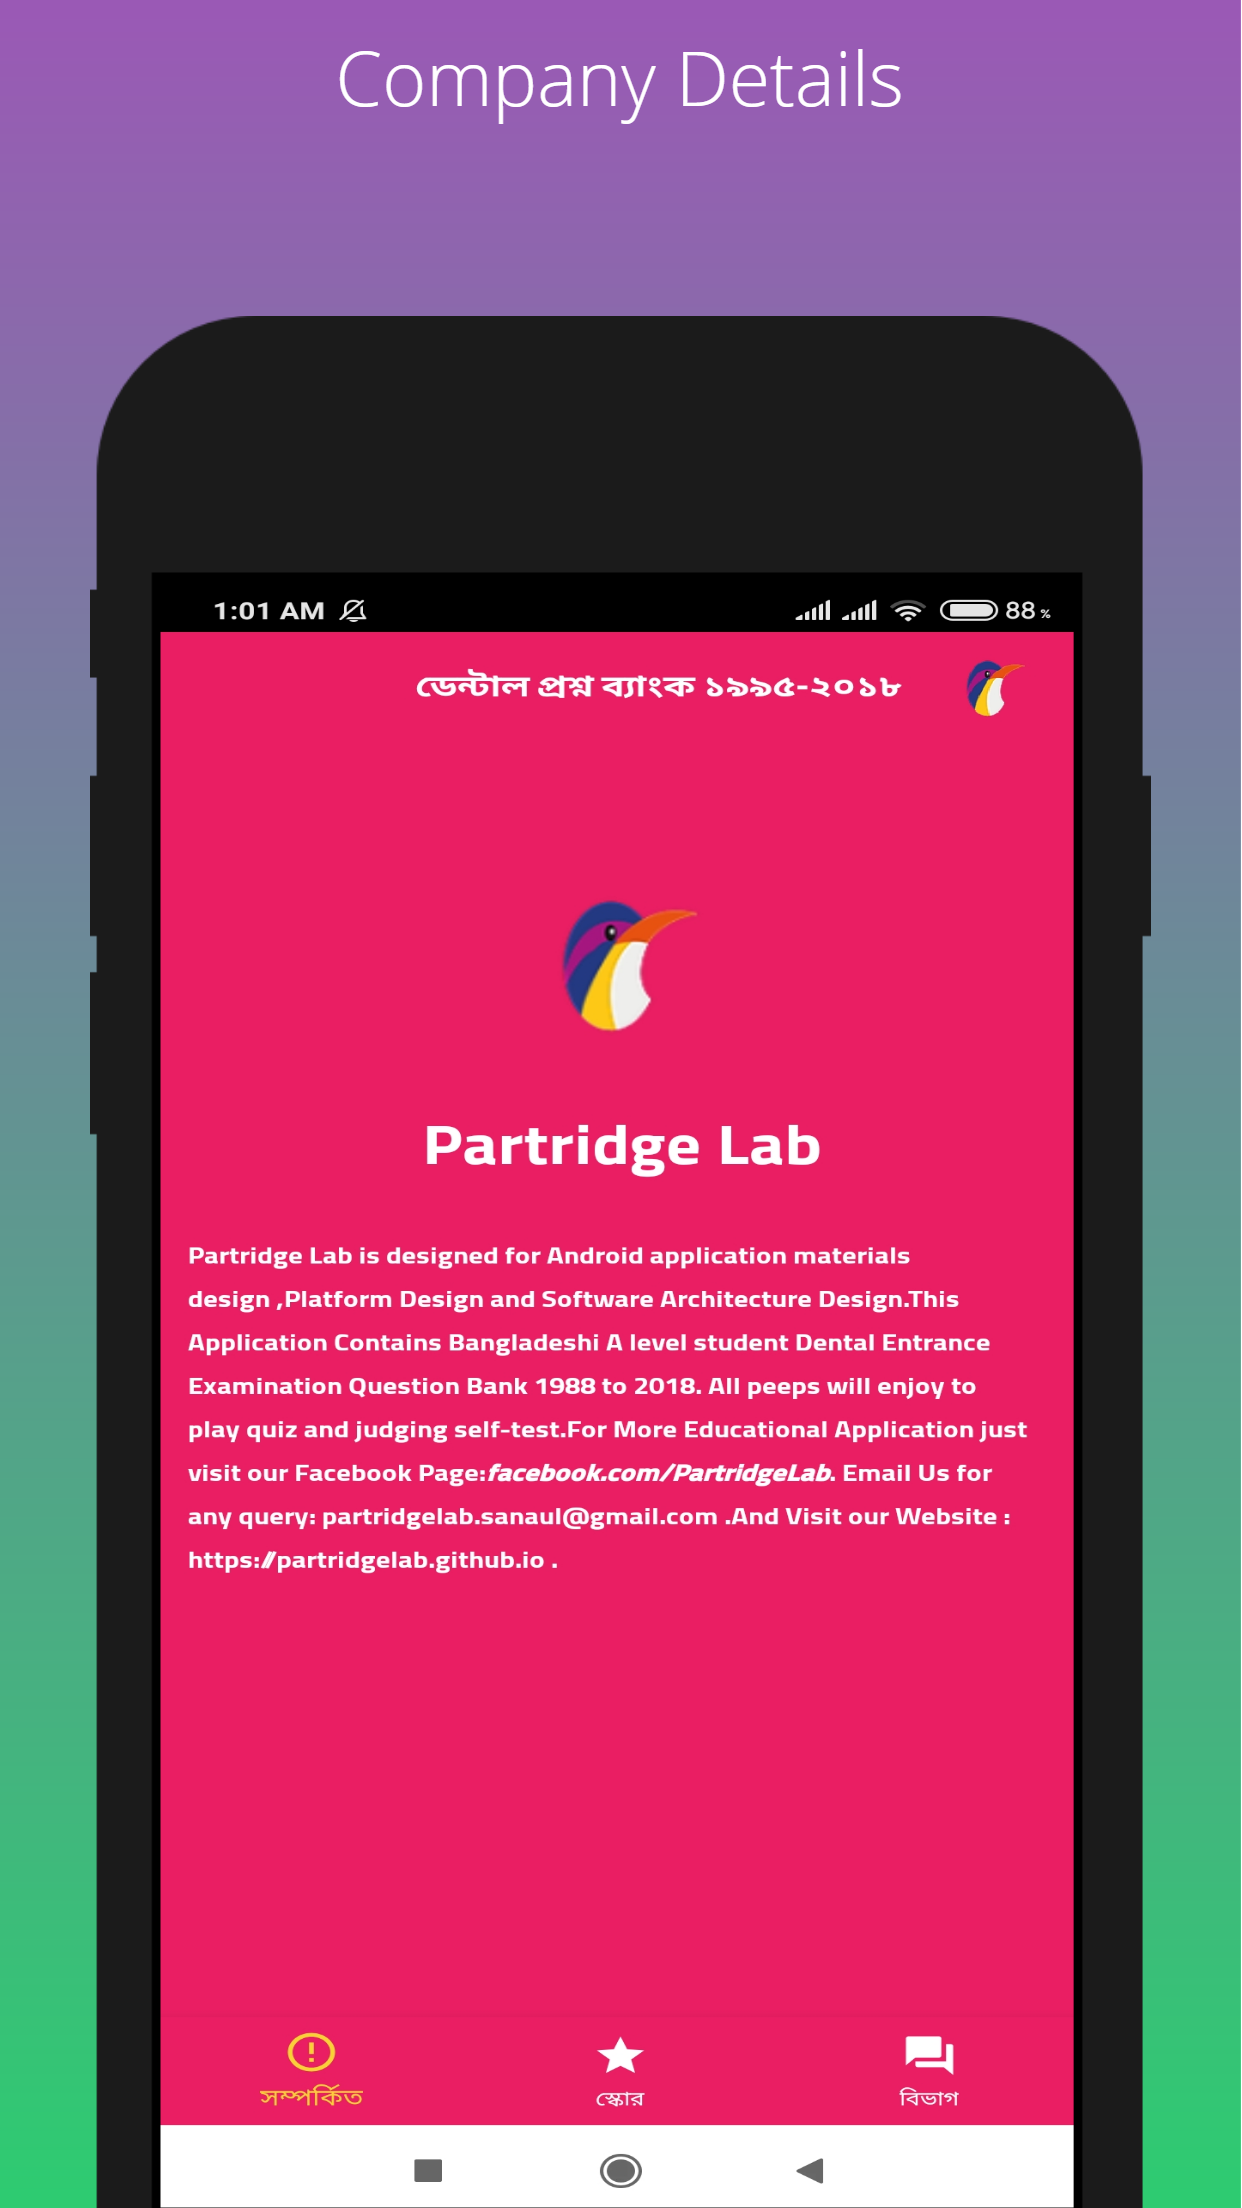 Company Details
1:01 AM
88 %
ডেন্টাল প্রশ্ন ব্যাংক ১৯৯৫-২০১৮
Partridge Lab
Partridge Lab is designed for Android application materials
design ,Platform Design and Software Architecture Design.This
Application Contains Bangladeshi A level student Dental Entrance
Examination Question Bank 1988 to 2018. All peeps will enjoy to
play quiz and judging self-test.For More Educational Application just
visit our Facebook Page:facebook.com/PartridgeLab. Email Us for
any query: partridgelab.sanaul@gmail.com .And Visit our Website :
https://partridgelab.github.io .
সম্পর্কিত
স্কোর
বিভাগ